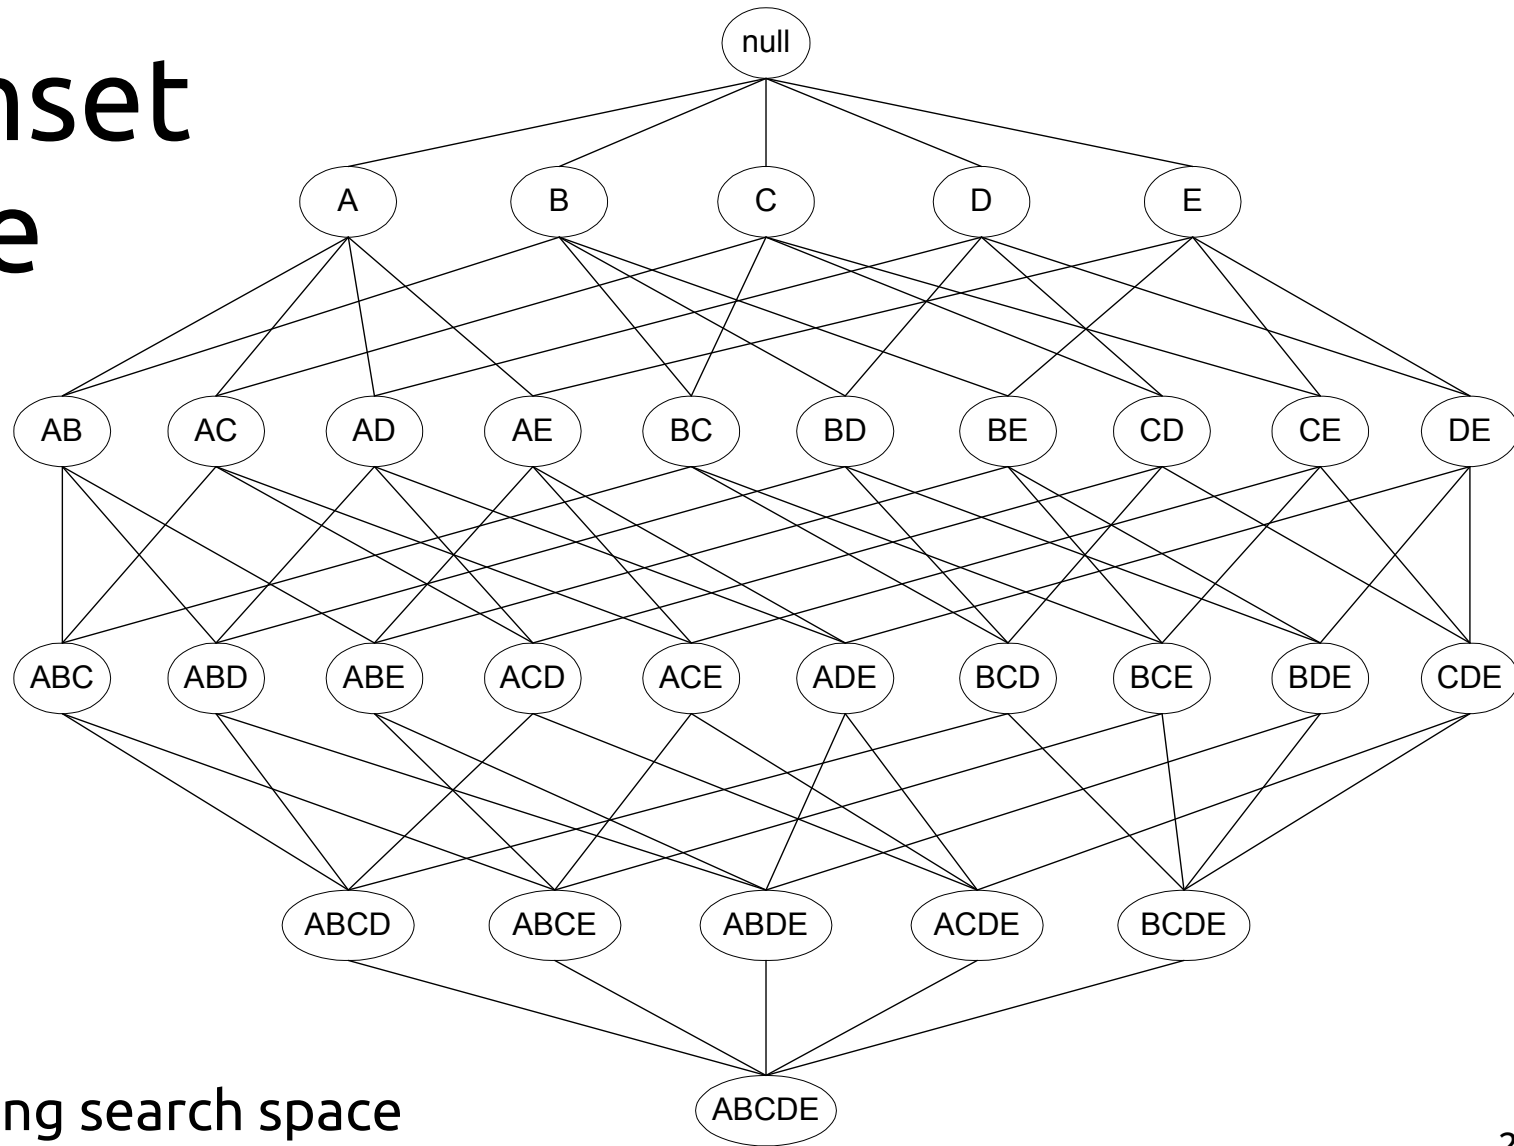 null
nset
A B C D E
e
AB AC AD AE BC BD BE CD CE DE
ABC ABD ABE ACD ACE ADE BCD BCE BDE CDE
ABCD ABCE ABDE ACDE BCDE
ng search space
ABCDE
2